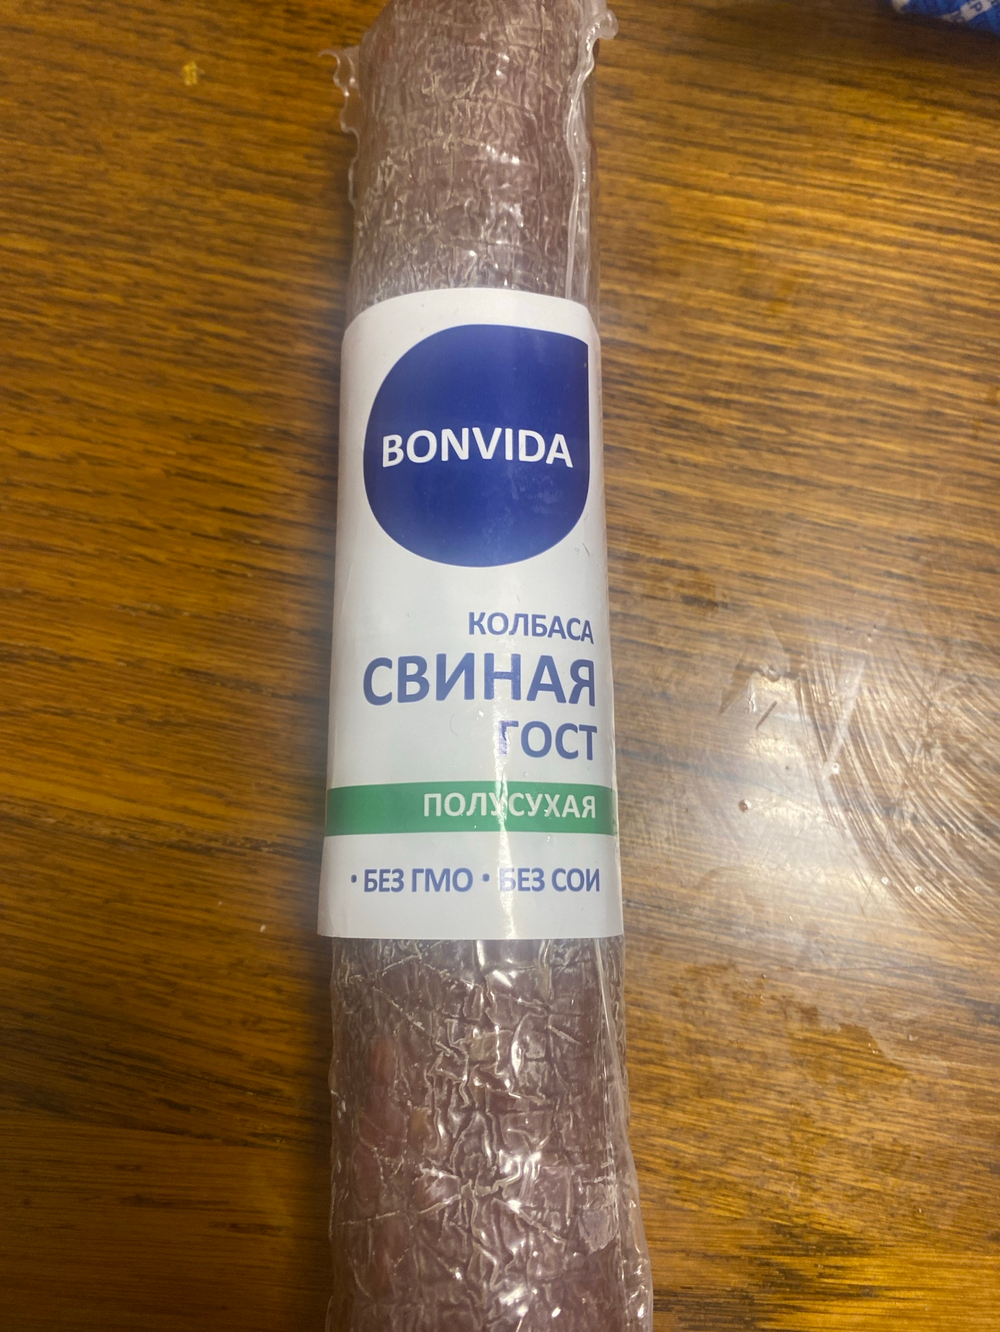 BONVIDA
КОЛБАСА
СВИНАЯ
ГОСТ
ПОЛУСУХАЯ
· БЕЗ ГМО · БЕЗ СОИ